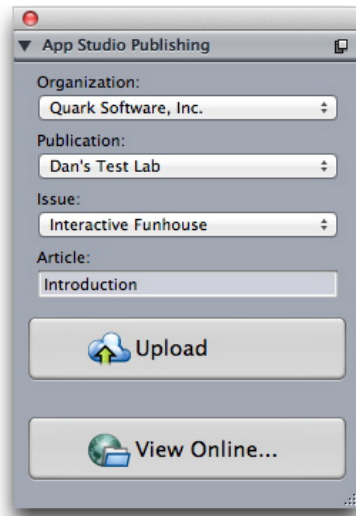 App Studio Publishing
Organization:
Quark Software, Inc.
Publication:
Dan's Test Lab
Issue:
Interactive Funhouse
Article:
Introduction
Upload
View Online...